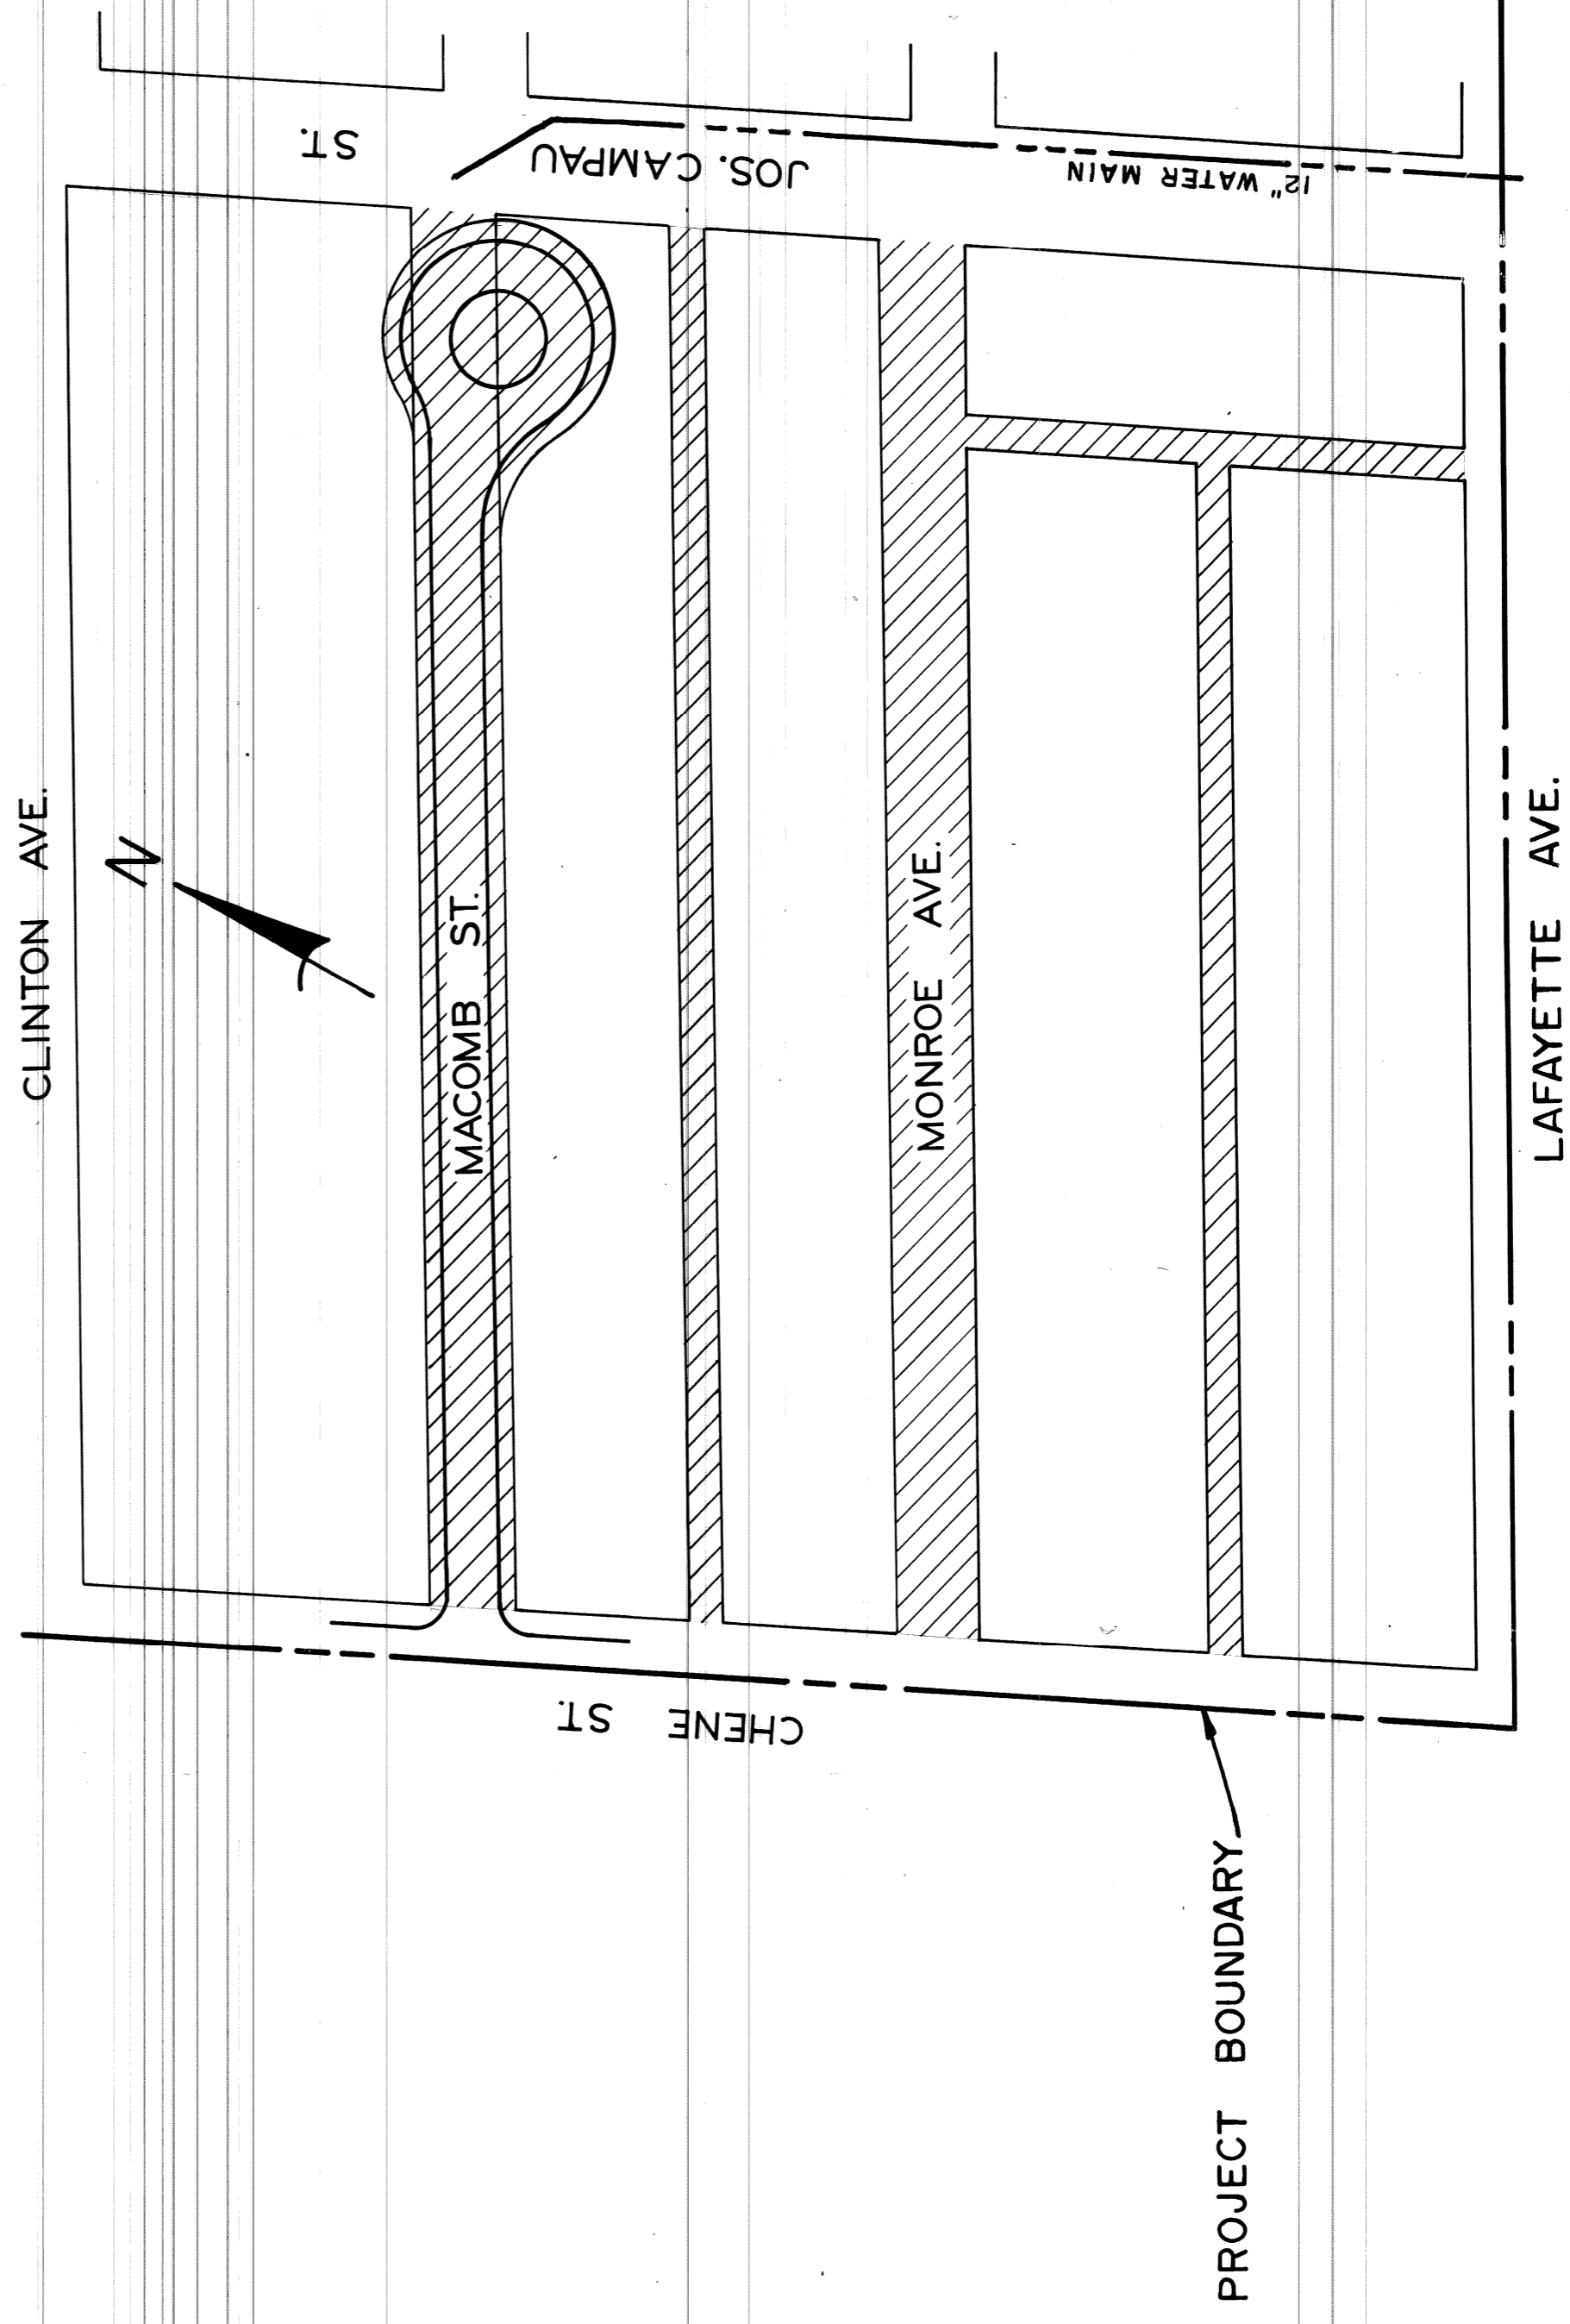 CLINTON AVE.
N
MACOMB ST.
MONROE AVE.
LAFAYETTE AVE.
JOS. CAMPAU ST.
12" WATER MAIN
CHENE ST.
PROJECT BOUNDARY